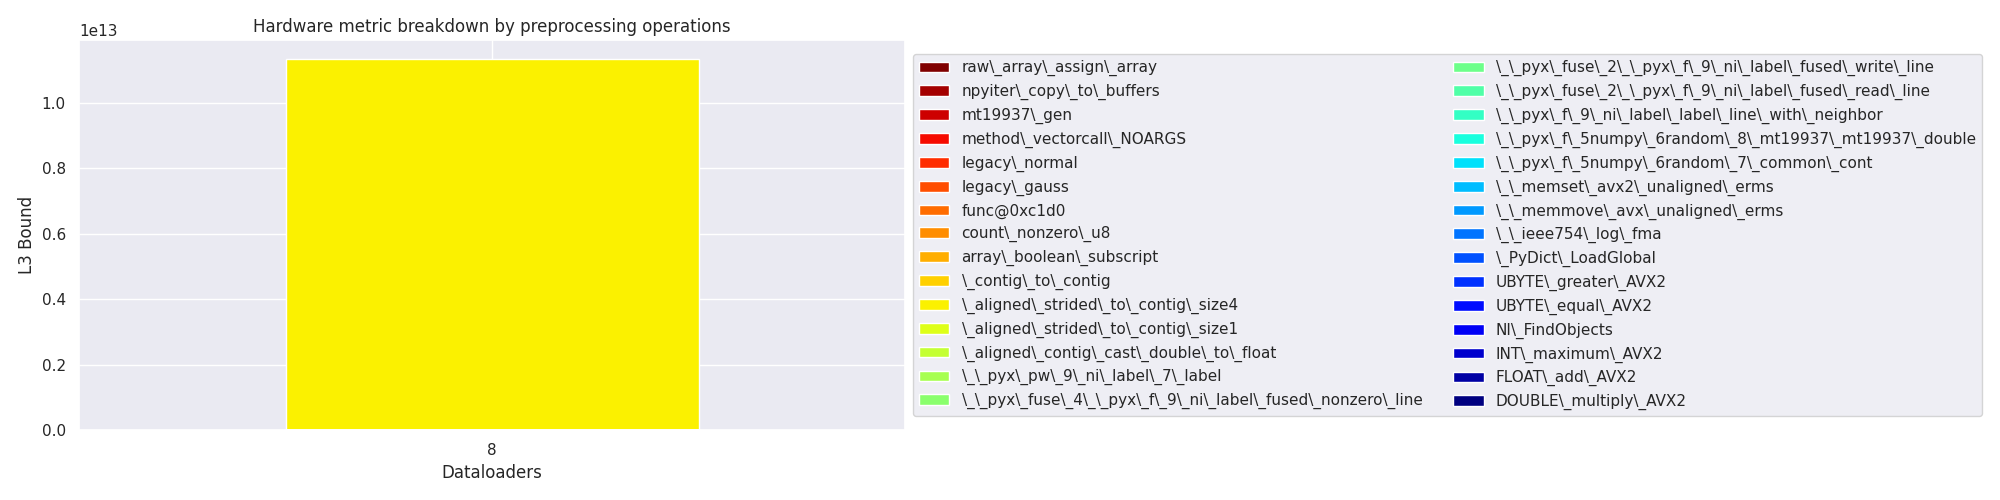 Hardware metric breakdown by preprocessing operations
1e13
1.0
0.8
0.6
0.4
0.2
0.0
L3 Bound
8
Dataloaders
raw\_array\_assign\_array
npyiter\_copy\_to\_buffers
mt19937\_gen
method\_vectorcall\_NOARGS
legacy\_normal
legacy\_gauss
func@0xc1d0
count\_nonzero\_u8
array\_boolean\_subscript
\_contig\_to\_contig
\_aligned\_strided\_to\_contig\_size4
\_aligned\_strided\_to\_contig\_size1
\_aligned\_contig\_cast\_double\_to\_float
\_\_pyx\_pw\_9\_ni\_label\_7\_label
\_\_pyx\_fuse\_4\_\_pyx\_f\_9\_ni\_label\_fused\_nonzero\_line
\_\_pyx\_fuse\_2\_\_pyx\_f\_9\_ni\_label\_fused\_write\_line
\_\_pyx\_fuse\_2\_\_pyx\_f\_9\_ni\_label\_fused\_read\_line
\_\_pyx\_f\_9\_ni\_label\_label\_line\_with\_neighbor
\_\_pyx\_f\_5numpy\_6random\_8\_mt19937\_mt19937\_double
\_\_pyx\_f\_5numpy\_6random\_7\_common\_cont
\_\_memset\_avx2\_unaligned\_erms
\_\_memmove\_avx\_unaligned\_erms
\_\_ieee754\_log\_fma
\_PyDict\_LoadGlobal
UBYTE\_greater\_AVX2
UBYTE\_equal\_AVX2
NI\_FindObjects
INT\_maximum\_AVX2
FLOAT\_add\_AVX2
DOUBLE\_multiply\_AVX2